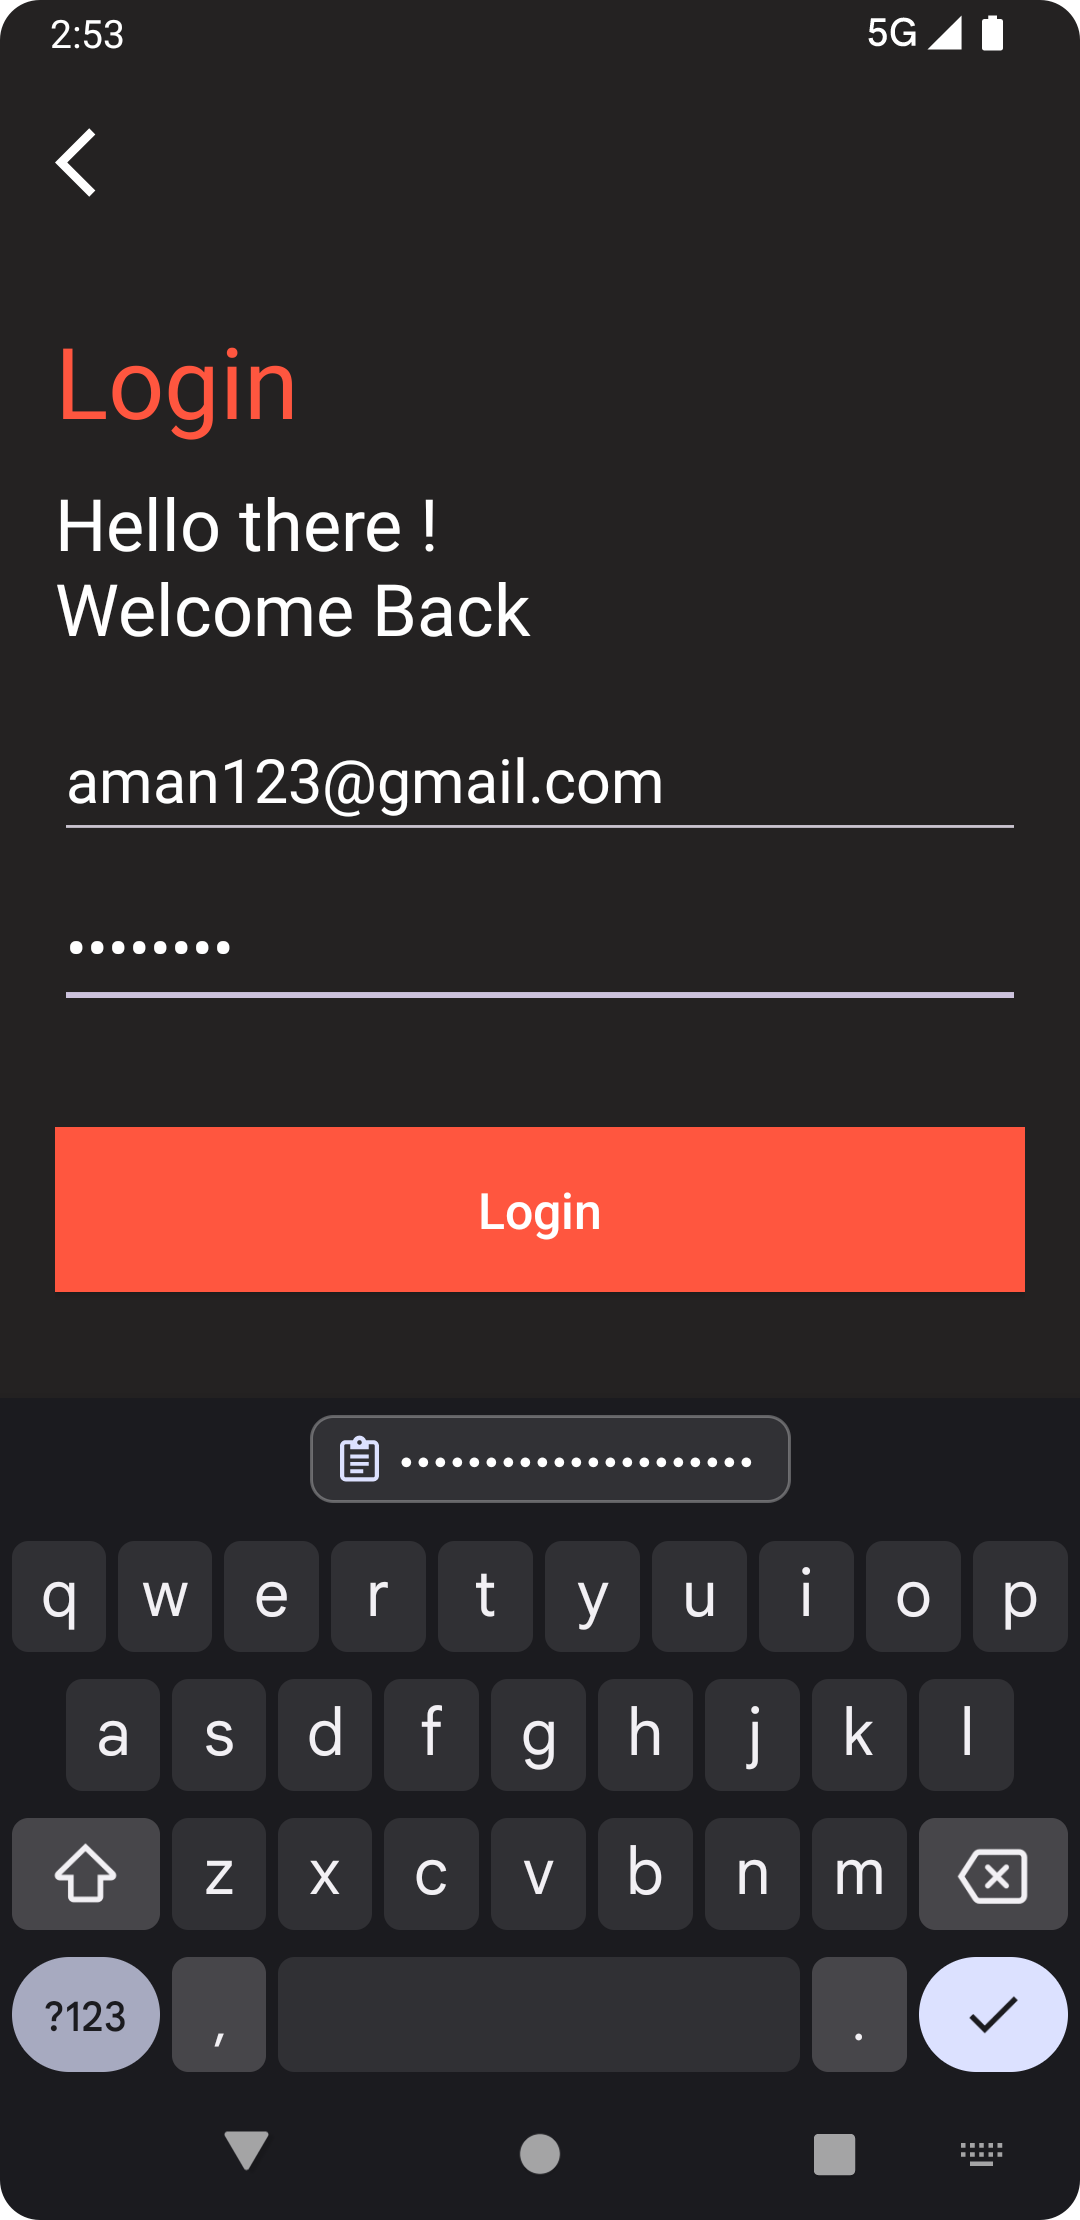 2:53 5G
Login
Hello there !
Welcome Back
aman123@gmail.com
••••••••
Login
•••••••••••••••••••••
q w e r t y u i o p
a s d f g h j k l
z x c v b n m
?123 , .